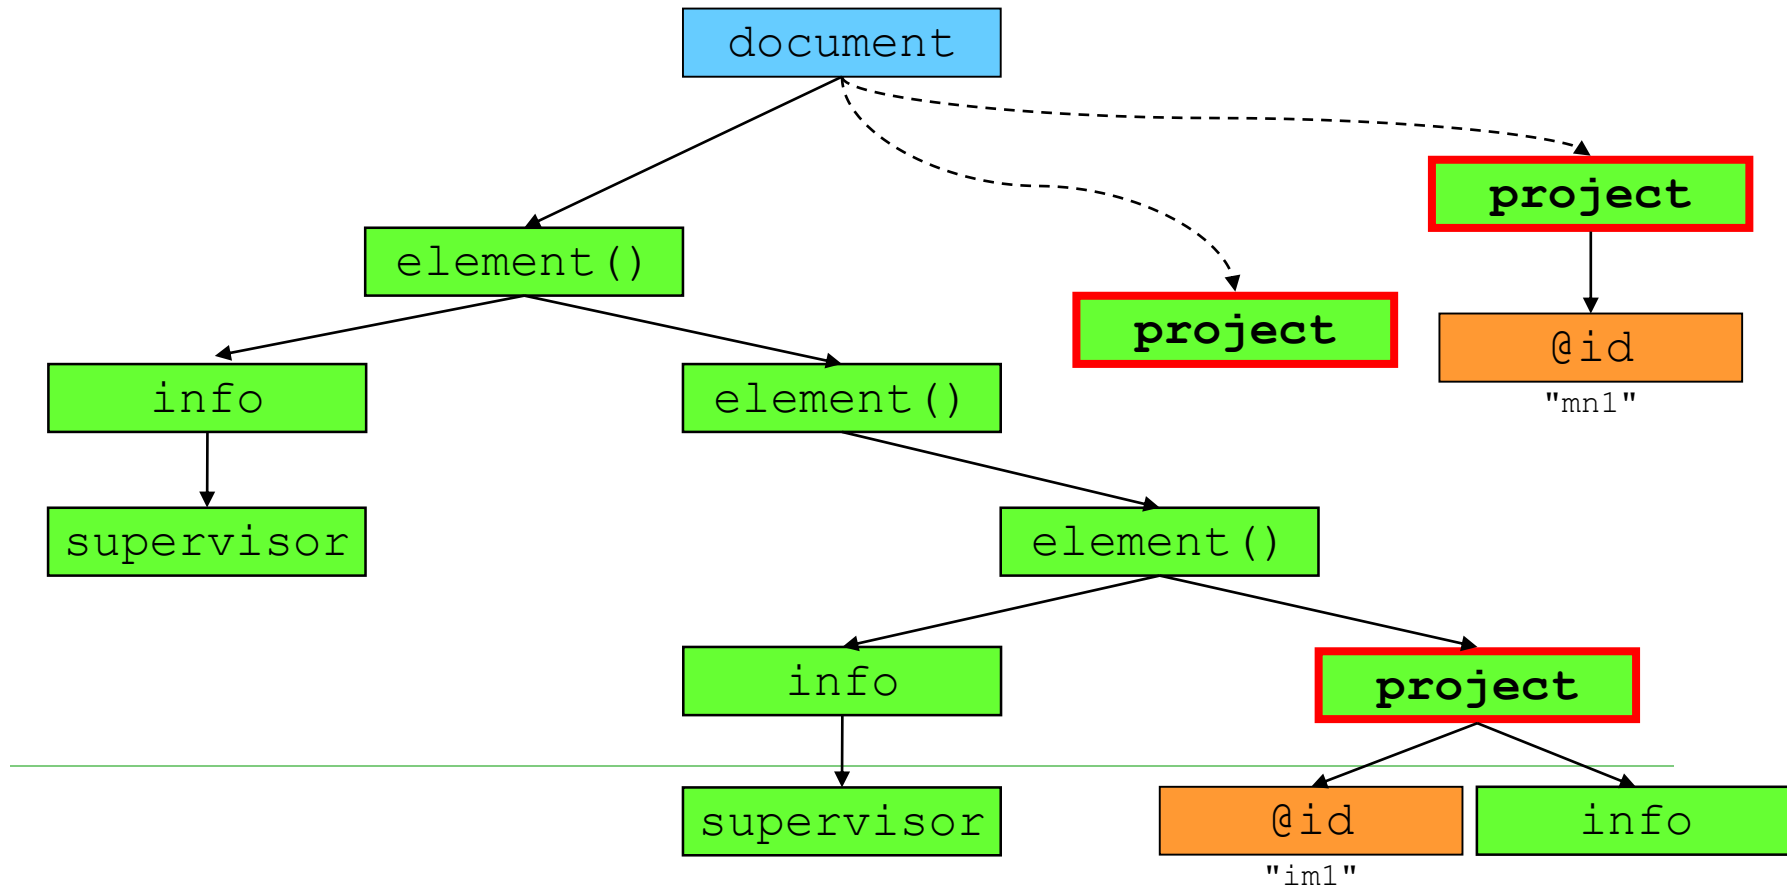 document
project
element()
project
@id
info
element()
"mn1"
supervisor
element()
info
project
supervisor
@id
info
"im1"